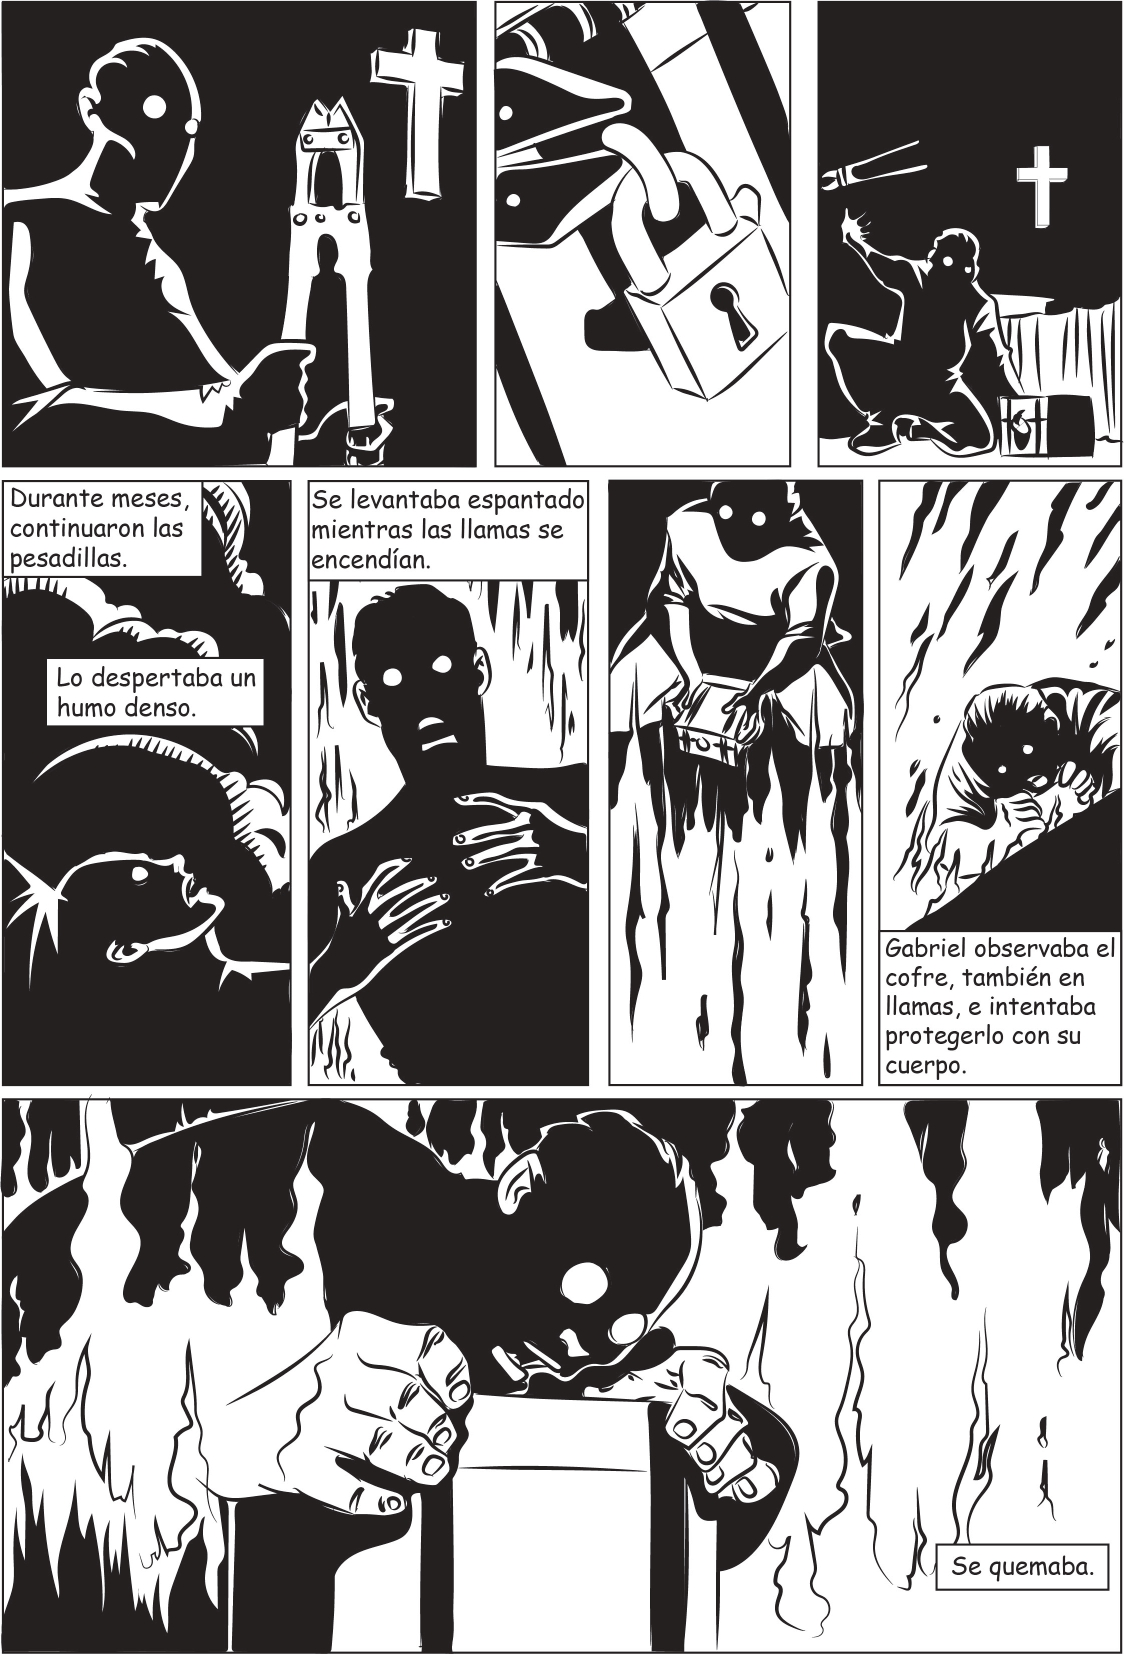 Durante meses,
continuaron las
pesadillas.
Lo despertaba un
humo denso.
Se levantaba espantado
mientras las llamas se
encendían.
Gabriel observaba el
cofre, también en
llamas, e intentaba
protegerlo con su
cuerpo.
Se quemaba.